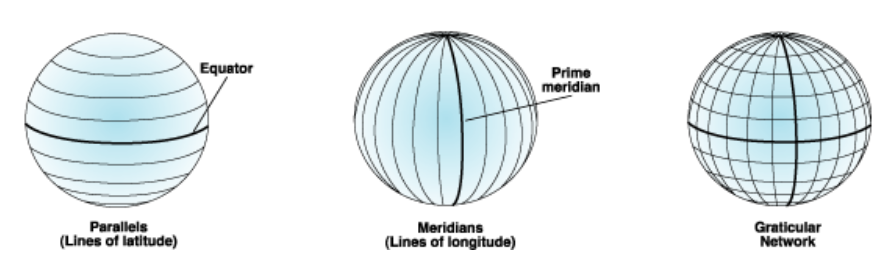 Equator
Prime
meridian
Parallels
(Lines of latitude)
Meridians
(Lines of longitude)
Graticular
Network